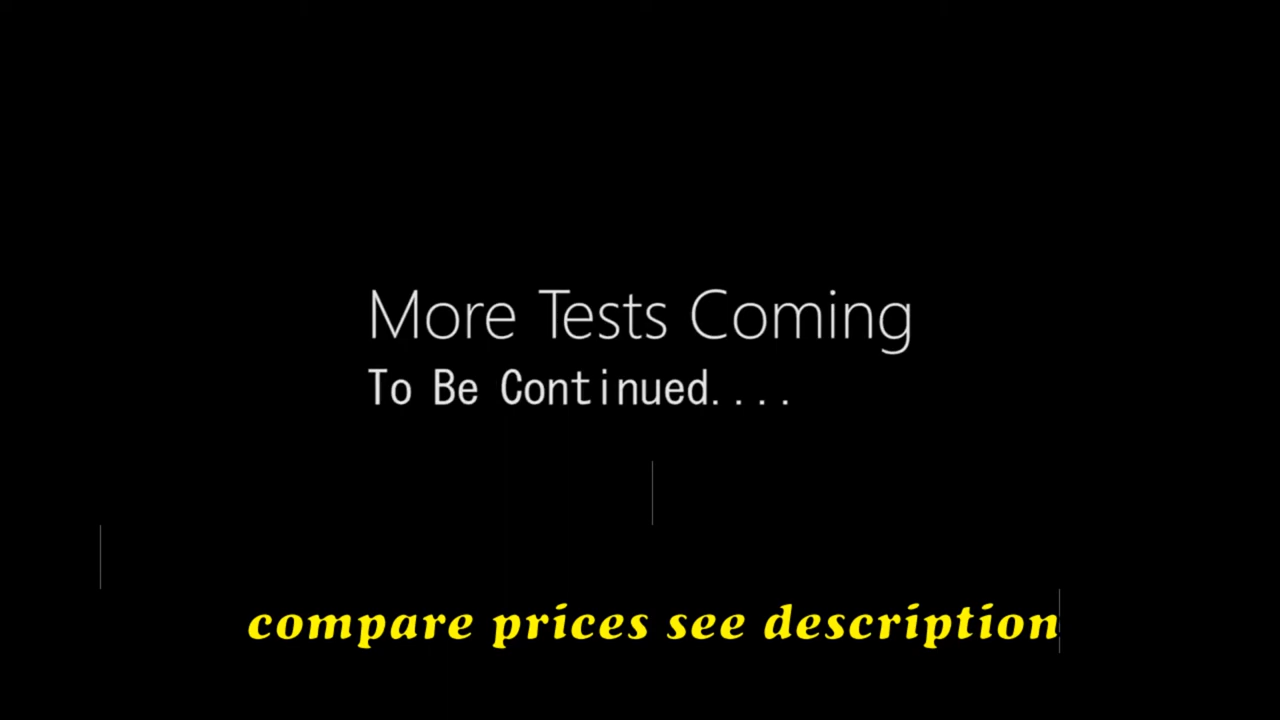 More Tests Coming
To Be Continued....
compare prices see description